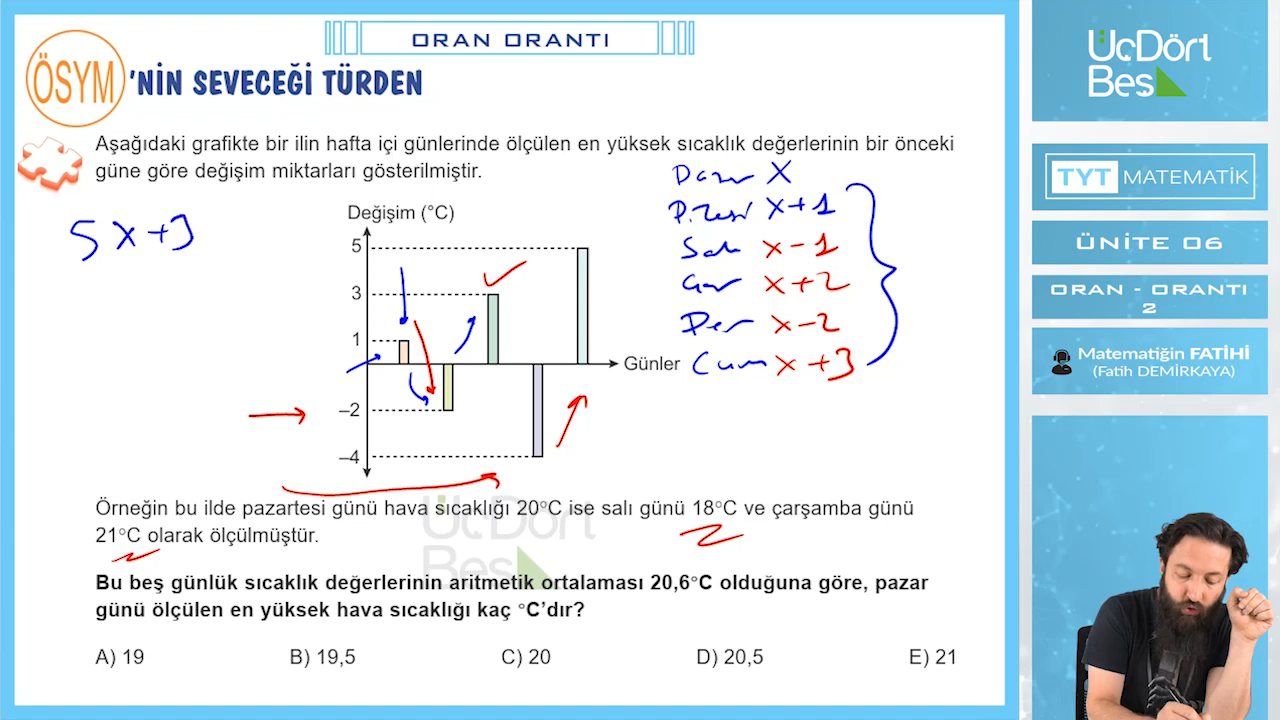 ORAN ORANTI
ÖSYM'NİN SEVECEĞİ TÜRDEN
Aşağıdaki grafikte bir ilin hafta içi günlerinde ölçülen en yüksek sıcaklık değerlerinin bir önceki
güne göre değişim miktarları gösterilmiştir.
5x+3
Değişim (°C)
5
3
1
–2
–4
Günler
Pazar x
P.tesi x+1
Salı x-1
x+2
Per x-2
Cum x+3
Örneğin bu ilde pazartesi günü hava sıcaklığı 20°C ise salı günü 18°C ve çarşamba günü
21°C olarak ölçülmüştür.
Bu beş günlük sıcaklık değerlerinin aritmetik ortalaması 20,6°C olduğuna göre, pazar
günü ölçülen en yüksek hava sıcaklığı kaç °C'dır?
A) 19
B) 19,5
C) 20
D) 20,5
E) 21
ÜçDört
Beş
ÜçDört
Beş
TYT MATEMATİK
ÜNİTE 06
ORAN - ORANTI
2
Matematiğin FATİHİ
(Fatih DEMİRKAYA)